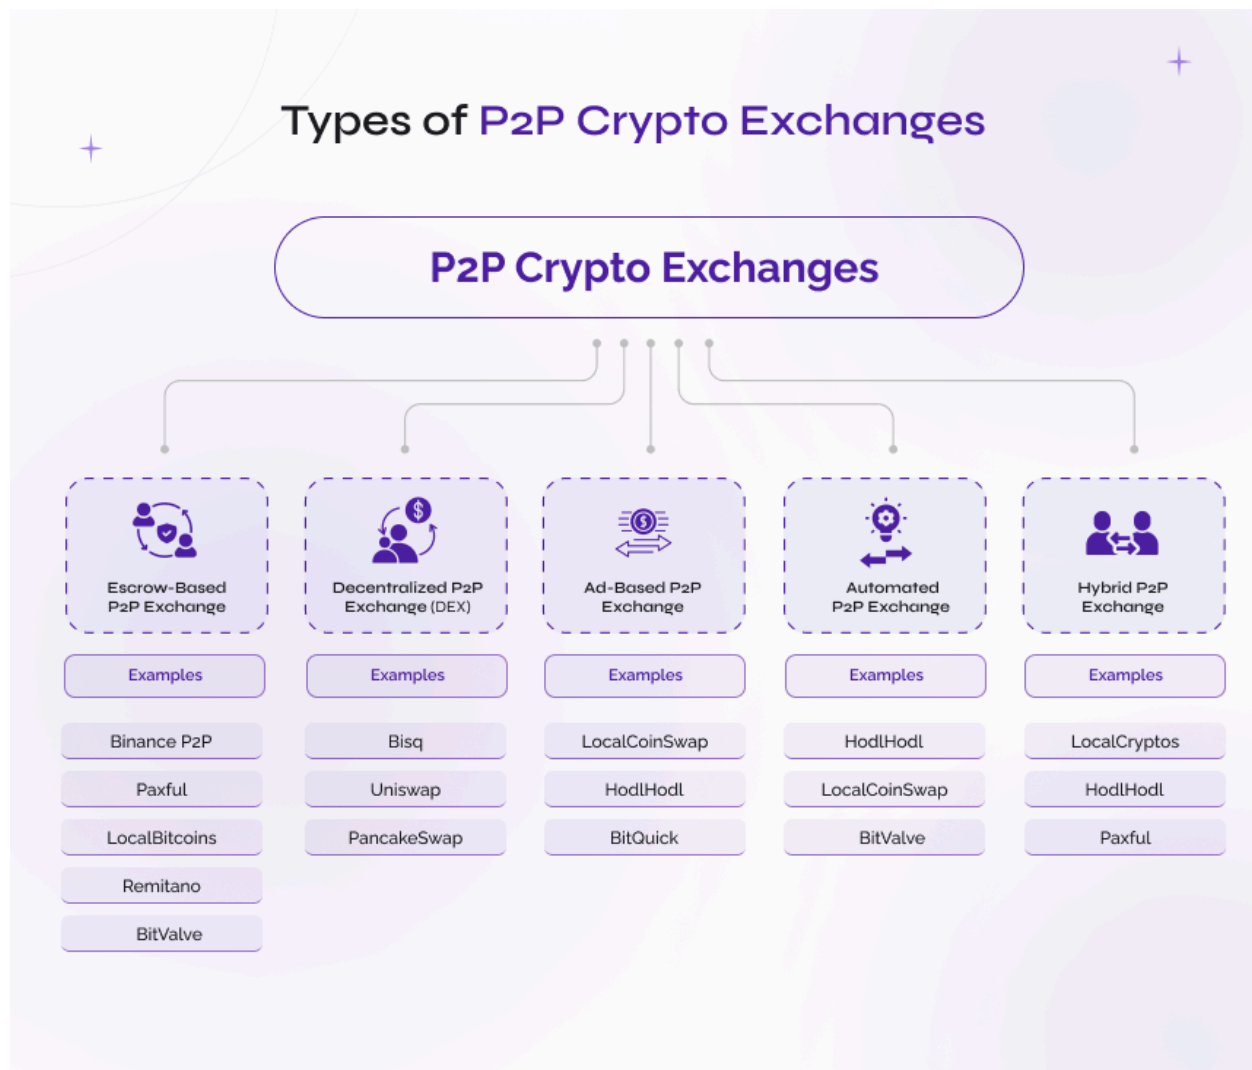 Types of P2P Crypto Exchanges
P2P Crypto Exchanges
Escrow-Based
P2P Exchange
Examples
Binance P2P
Paxful
LocalBitcoins
Remitano
BitValve
Decentralized P2P
Exchange (DEX)
Examples
Bisq
Uniswap
PancakeSwap
Ad-Based P2P
Exchange
Examples
LocalCoinSwap
HodlHodl
BitQuick
Automated
P2P Exchange
Examples
HodlHodl
LocalCoinSwap
BitValve
Hybrid P2P
Exchange
Examples
LocalCryptos
HodlHodl
Paxful